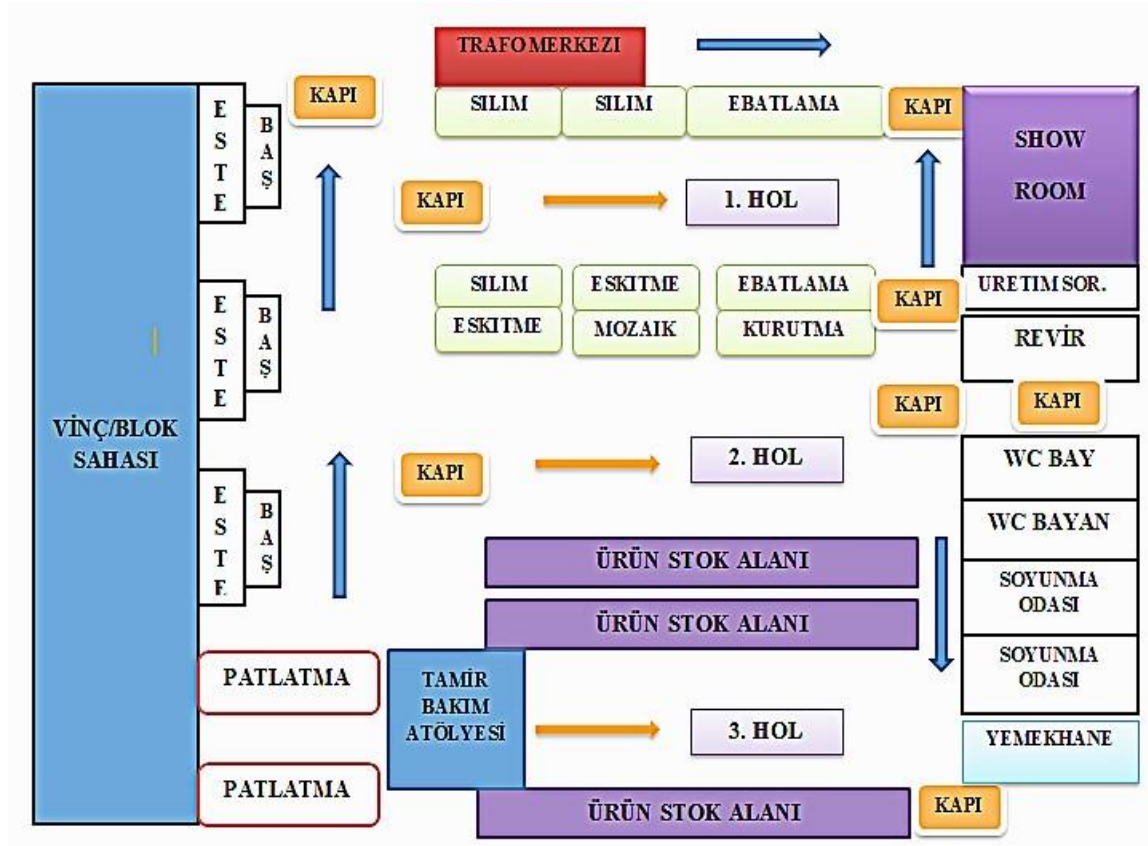 TRAFO MERKEZI
KAPI
SILIM
SILIM
EBATLAMA
KAPI
E
S
T
E
B
A
Ş
SHOW
ROOM
KAPI
1. HOL
SILIM
ESKITME
EBATLAMA
KAPI
URETIM SOR.
ESKITME
MOZAIK
KURUTMA
REVİR
E
S
T
E
B
A
Ş
KAPI
KAPI
VİNÇ/BLOK
SAHASI
KAPI
2. HOL
WC BAY
E
S
T
E
B
A
Ş
WC BAYAN
ÜRÜN STOK ALANI
SOYUNMA
ODASI
ÜRÜN STOK ALANI
SOYUNMA
ODASI
PATLATMA
TAMİR
BAKIM
ATÖLYESİ
3. HOL
YEMEKHANE
PATLATMA
ÜRÜN STOK ALANI
KAPI